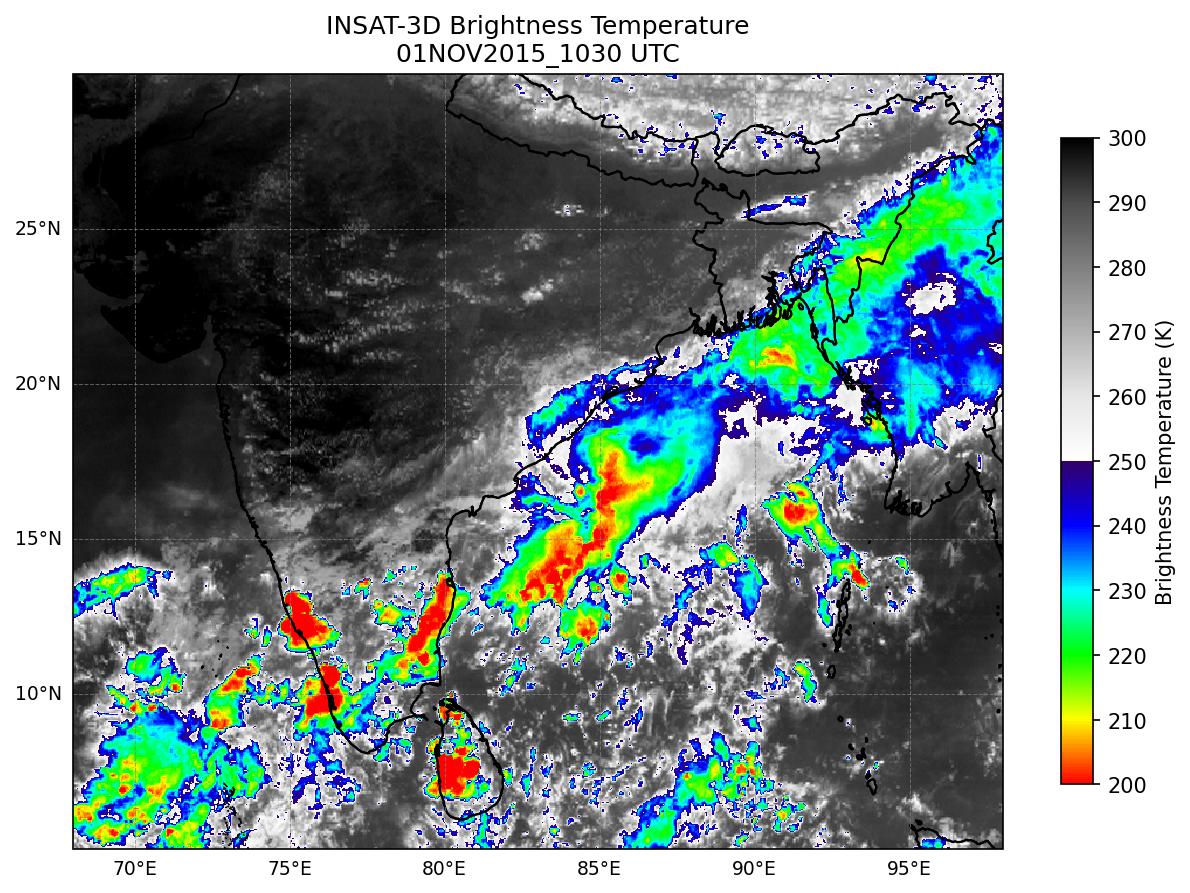 INSAT-3D Brightness Temperature
01NOV2015_1030 UTC
25°N
20°N
15°N
10°N
70°E
75°E
80°E
85°E
90°E
95°E
300
290
280
270
260
250
240
230
220
210
200
Brightness Temperature (K)